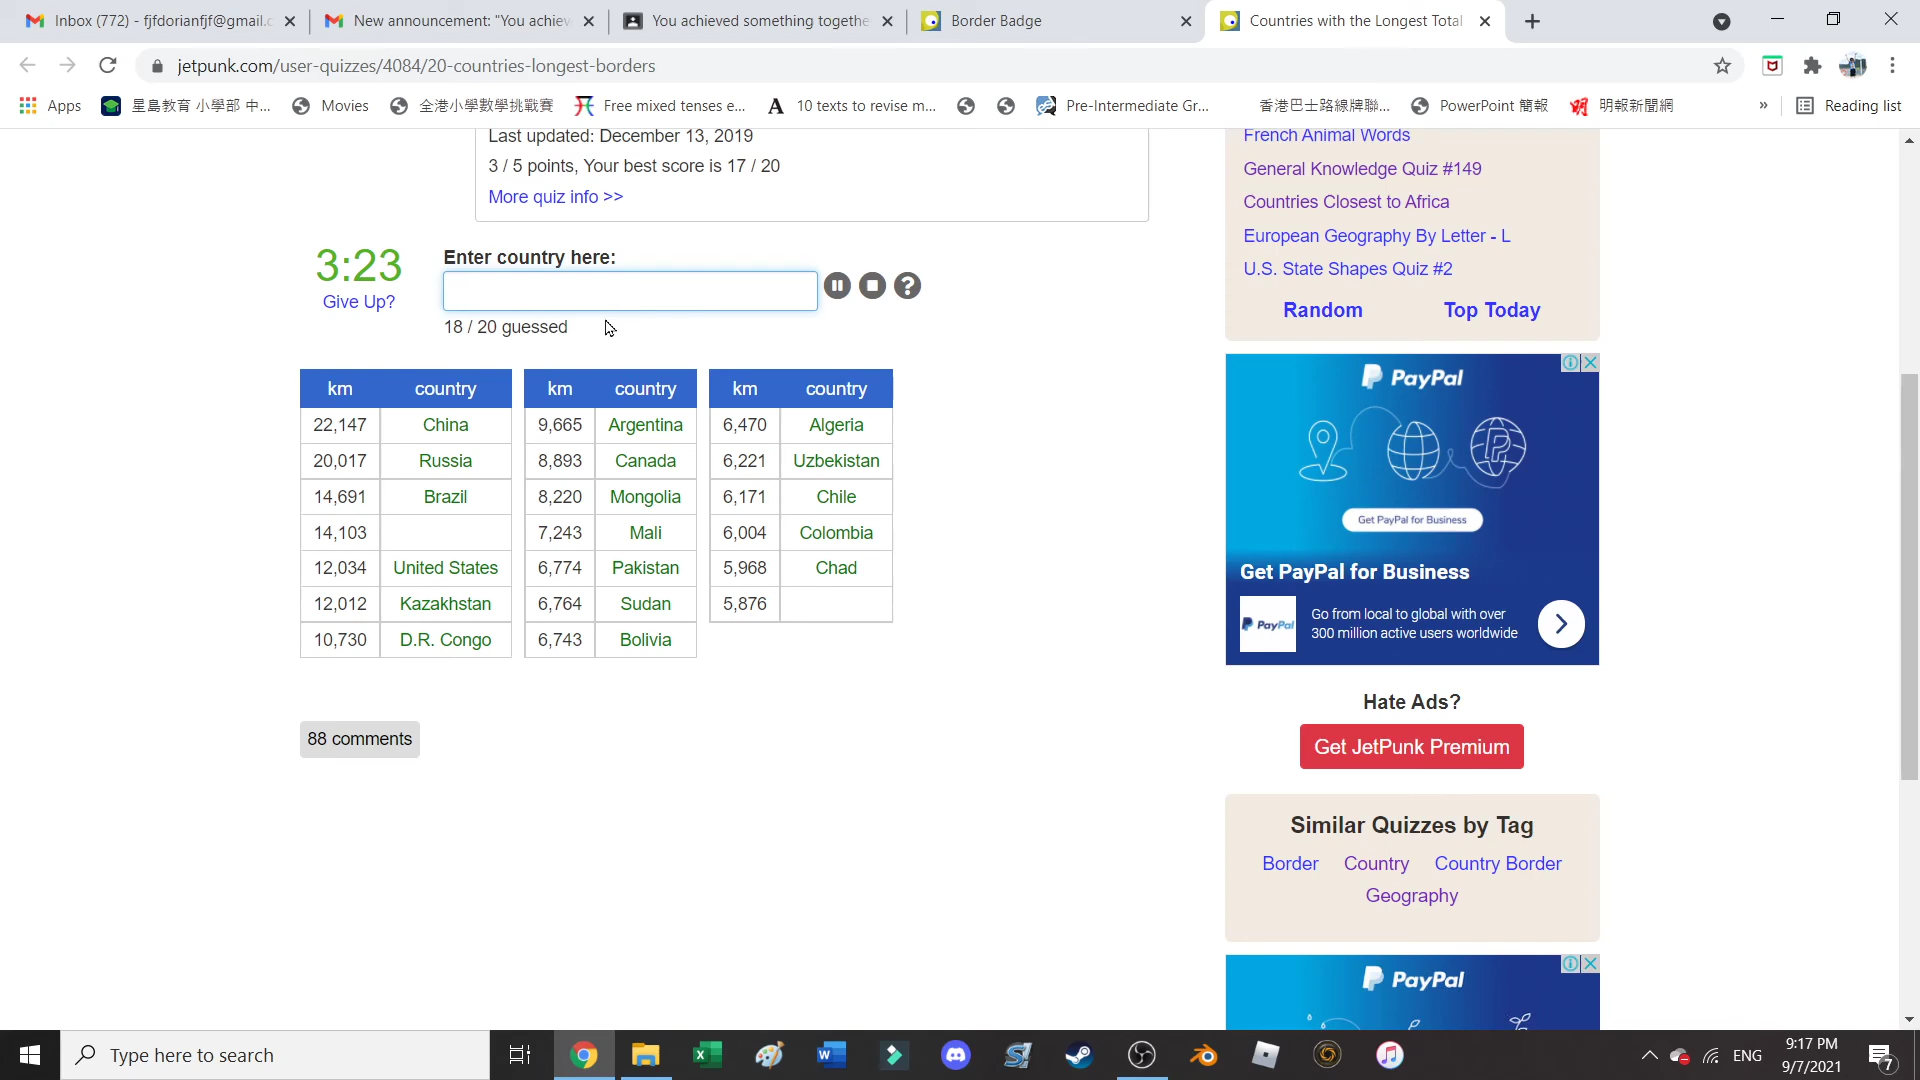 Inbox (772) - fjfdorianfjf@gmail.c
New announcement: "You achiev
You achieved something togethe
Border Badge
Countries with the Longest Total
jetpunk.com/user-quizzes/4084/20-countries-longest-borders
Apps
星島教育 小學部 中...
Movies
全港小學數學挑戰賽
Free mixed tenses e...
10 texts to revise m...
Pre-Intermediate Gr...
香港巴士路線牌聯...
PowerPoint 簡報
明報新聞網
»
Reading list
Last updated: December 13, 2019
3 / 5 points, Your best score is 17 / 20
More quiz info >>
3:23
Give Up?
Enter country here:
18 / 20 guessed
km country
22,147 China
20,017 Russia
14,691 Brazil
14,103
12,034 United States
12,012 Kazakhstan
10,730 D.R. Congo
km country
9,665 Argentina
8,893 Canada
8,220 Mongolia
7,243 Mali
6,774 Pakistan
6,764 Sudan
6,743 Bolivia
km country
6,470 Algeria
6,221 Uzbekistan
6,171 Chile
6,004 Colombia
5,968 Chad
5,876
88 comments
French Animal Words
General Knowledge Quiz #149
Countries Closest to Africa
European Geography By Letter - L
U.S. State Shapes Quiz #2
Random Top Today
PayPal
Get PayPal for Business
Get PayPal for Business
PayPal
Go from local to global with over
300 million active users worldwide
Hate Ads?
Get JetPunk Premium
Similar Quizzes by Tag
Border Country Country Border
Geography
PayPal
Type here to search
ENG
9:17 PM
9/7/2021
7